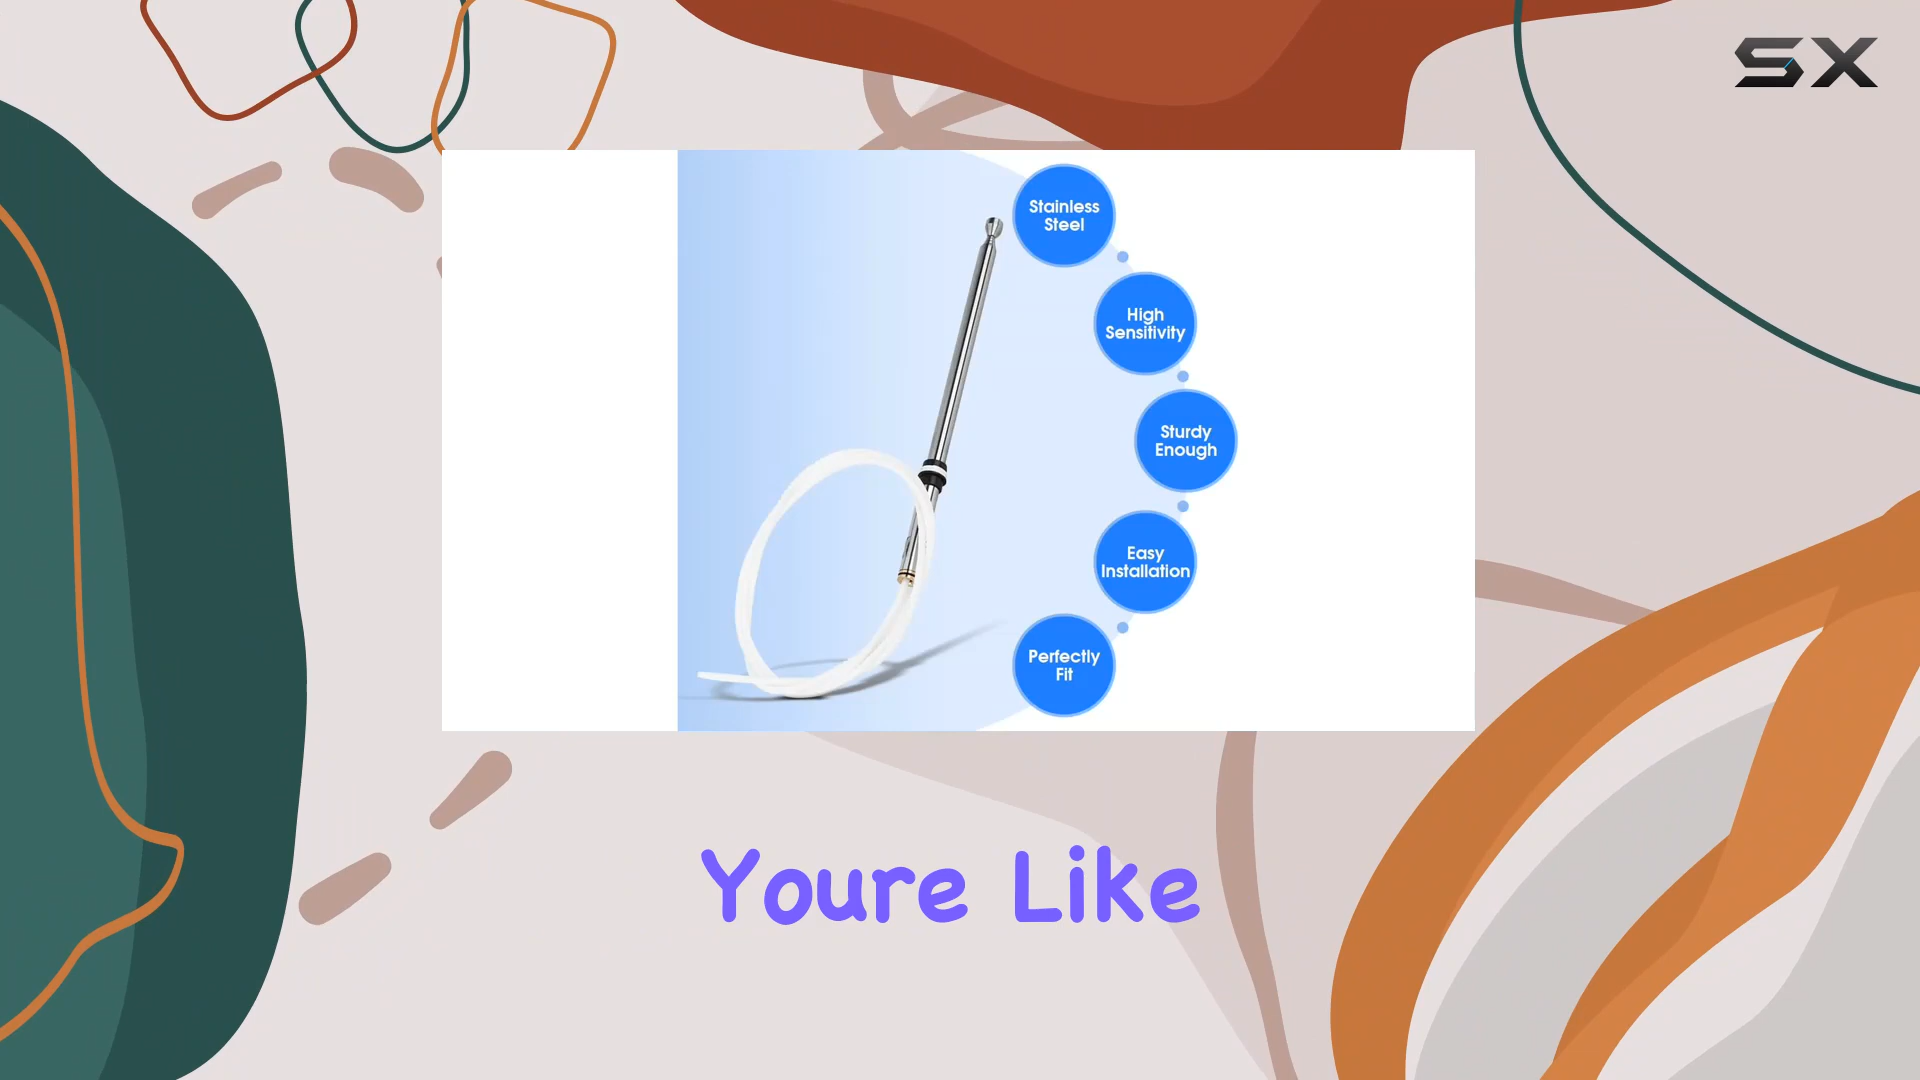 SX
Stainless
Steel
High
Sensitivity
Sturdy
Enough
Easy
Installation
Perfectly
Fit
Youre Like